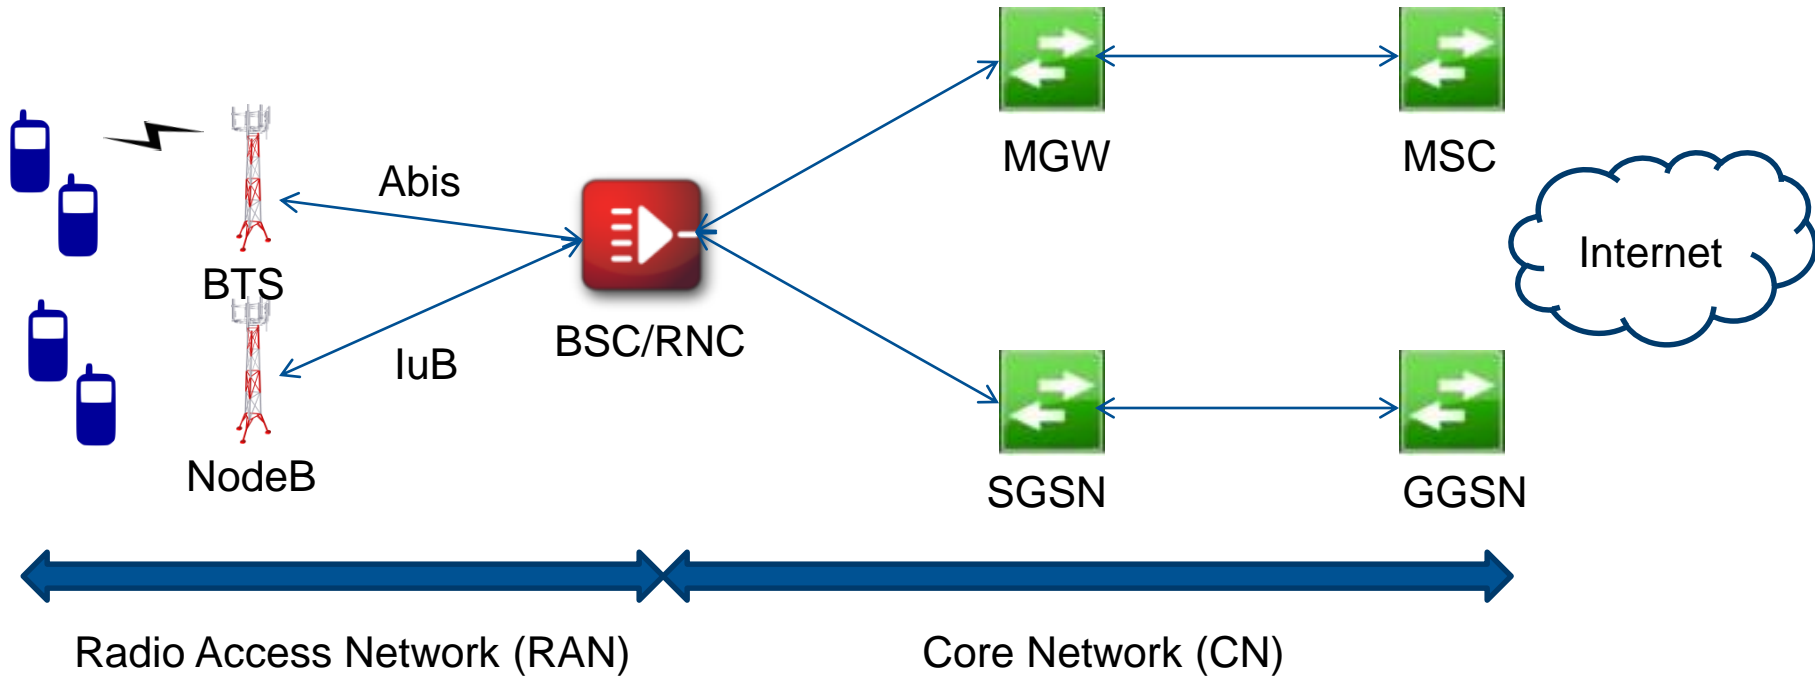 MGW
MSC
Abis
Internet
BTS
BSC/RNC
IuB
NodeB
SGSN
GGSN
Radio Access Network (RAN)
Core Network (CN)